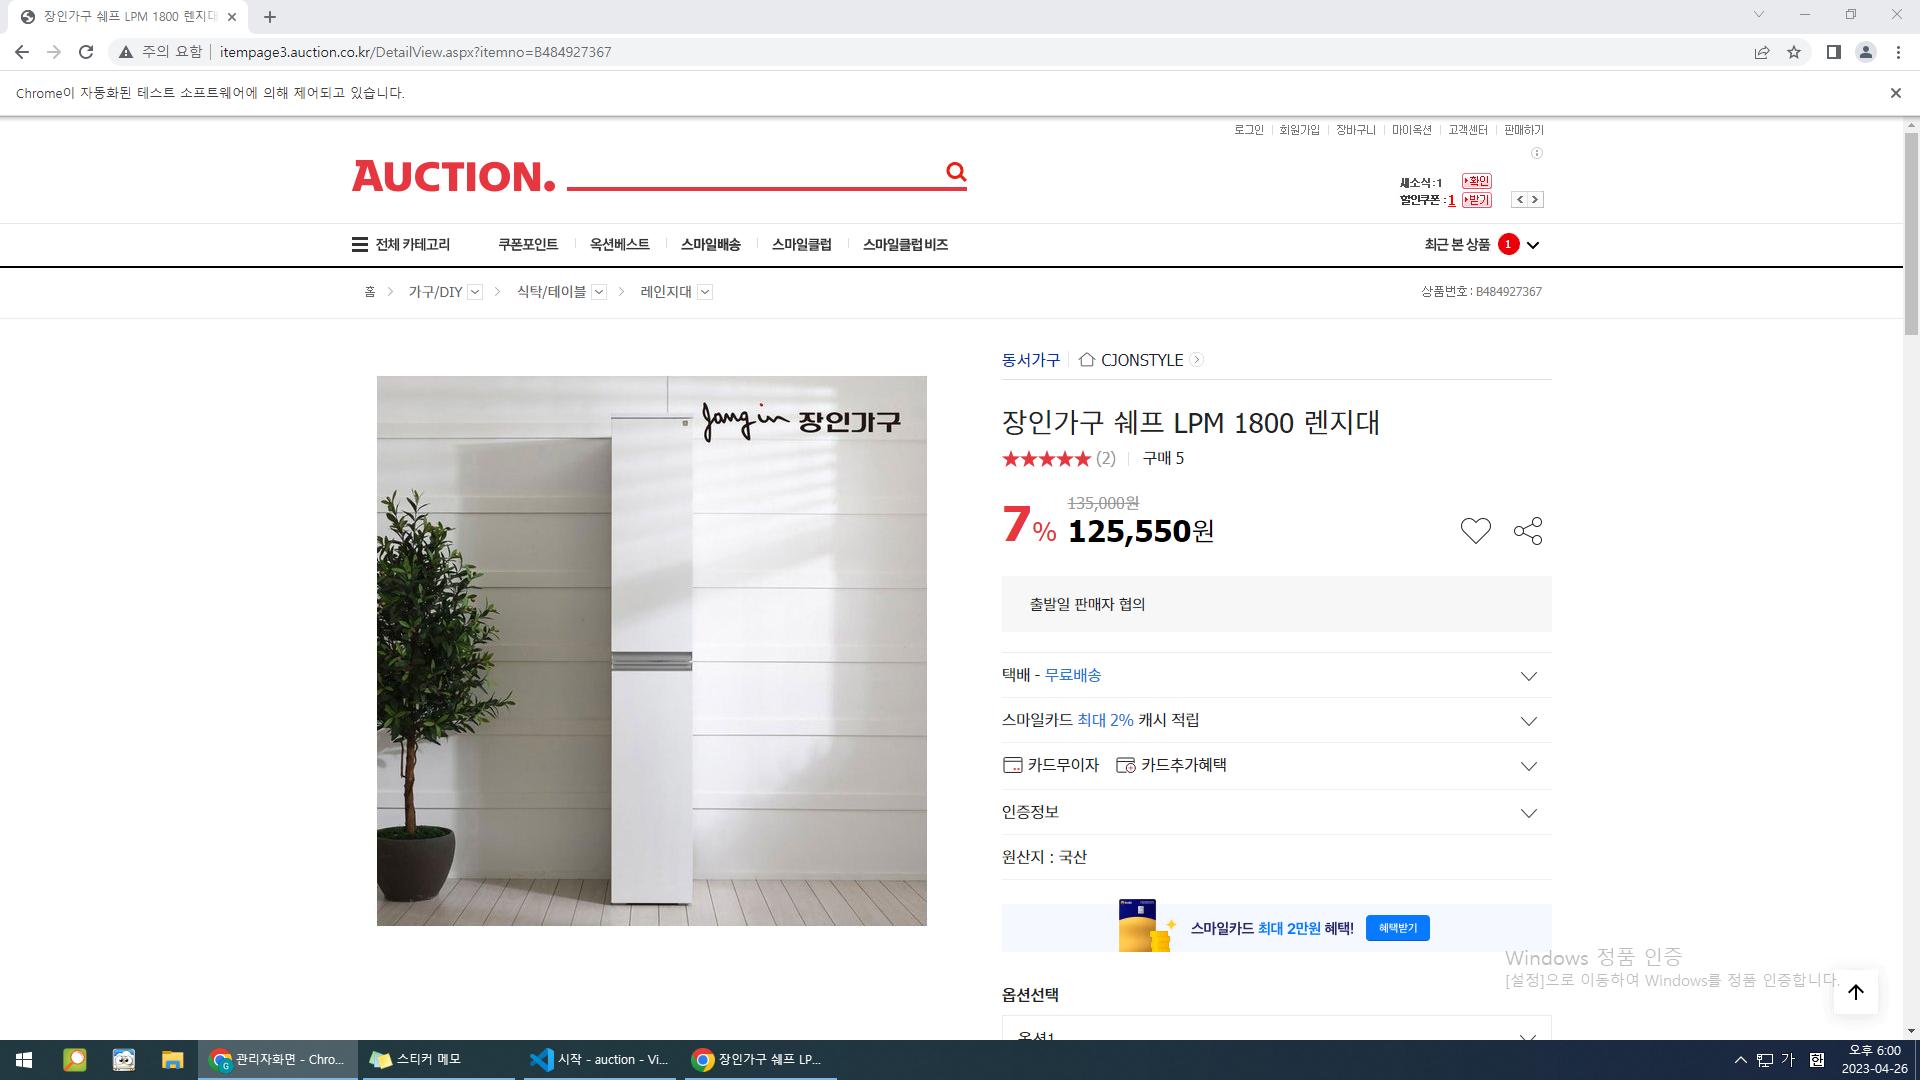 장인가구 쉐프 LPM 1800 렌지대
주의 요함
itempage3.auction.co.kr/DetailView.aspx?itemno=B484927367
Chrome이 자동화된 테스트 소프트웨어에 의해 제어되고 있습니다.
로그인 회원가입 장바구니 마이옥션 고객센터 판매하기
AUCTION.
새소식:1 확인
할인쿠폰:1 받기
전체 카테고리 쿠폰포인트 옥션베스트 스마일배송 스마일클럽 스마일클럽 비즈 최근 본 상품 1
홈 가구/DIY 식탁/테이블 레인지대 상품번호 : B484927367
동서가구 CJONSTYLE
Jangin 장인가구
장인가구 쉐프 LPM 1800 렌지대
(2) 구매 5
135,000원
7% 125,550원
출발일 판매자 협의
택배 - 무료배송
스마일카드 최대 2% 캐시 적립
카드무이자 카드추가혜택
인증정보
원산지 : 국산
스마일카드 최대 2만원 혜택! 혜택받기
Windows 정품 인증
[설정]으로 이동하여 Windows를 정품 인증합니다.
옵션선택
옵션1
관리자화면 - Chro... 스티커 메모 시작 - auction - Vi... 장인가구 쉐프 LP... 가 한 오후 6:00
2023-04-26